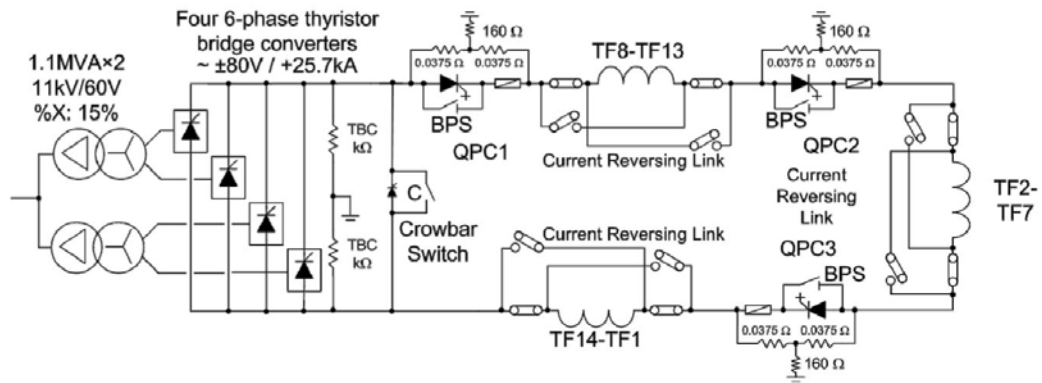 Four 6-phase thyristor
bridge converters
~ ±80V / +25.7kA
1.1MVA×2
11kV/60V
%X: 15%
160 Ω
0.0375 Ω 0.0375 Ω
BPS
QPC1
TF8-TF13
Current Reversing Link
160 Ω
0.0375 Ω 0.0375 Ω
BPS
QPC2
Current
Reversing
Link
TF2-
TF7
TBC
kΩ
TBC
kΩ
C
Crowbar
Switch
Current Reversing Link
TF14-TF1
QPC3
BPS
0.0375 Ω 0.0375 Ω
160 Ω